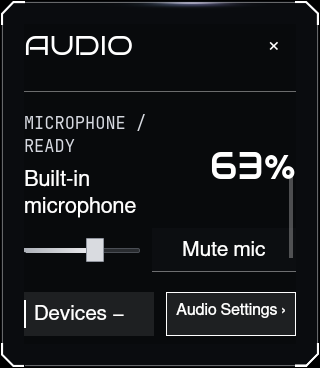 AUDIO ×
MICROPHONE /
READY
Built-in
microphone
63%
Mute mic
Devices –
Audio Settings ›